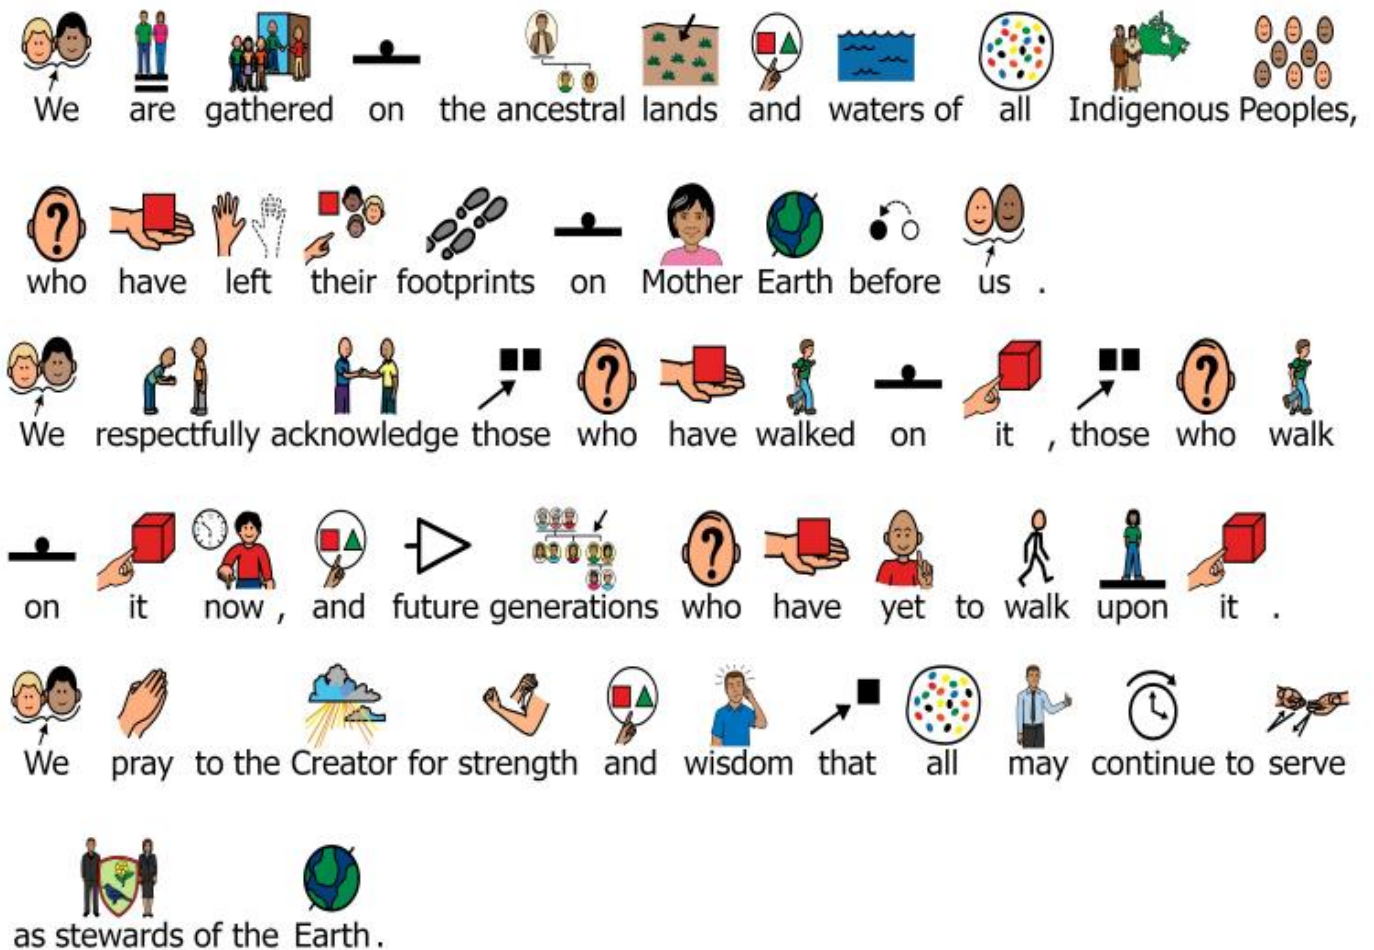 We are gathered on the ancestral lands and waters of all Indigenous Peoples,
who have left their footprints on Mother Earth before us .
We respectfully acknowledge those who have walked on it , those who walk
on it now , and future generations who have yet to walk upon it .
We pray to the Creator for strength and wisdom that all may continue to serve
as stewards of the Earth .